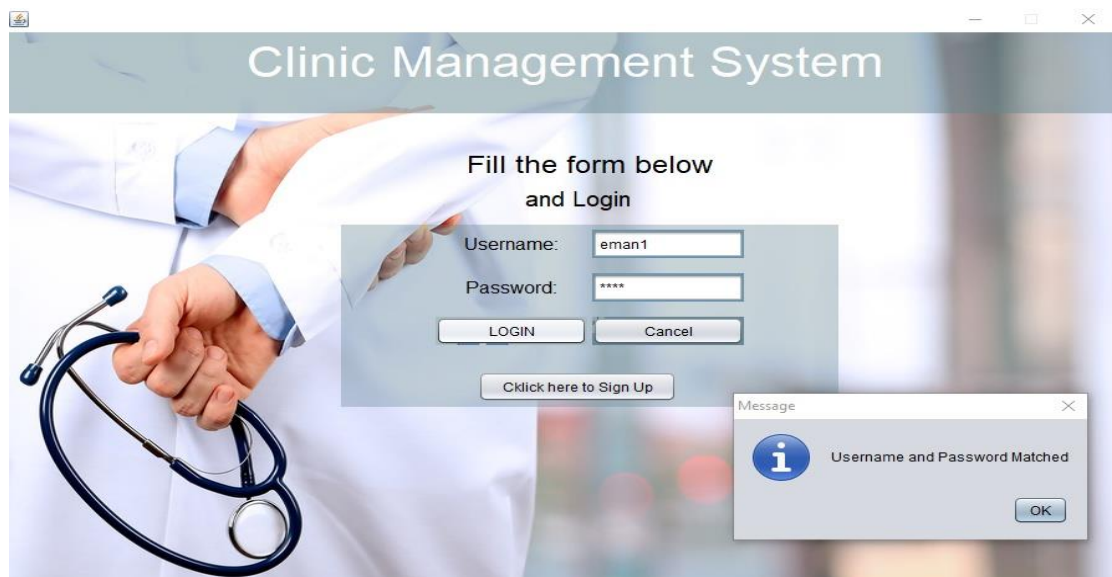 Clinic Management System
Fill the form below
and Login
Username: eman1
Password: ****
LOGIN Cancel
Cklick here to Sign Up
Message
Username and Password Matched
OK